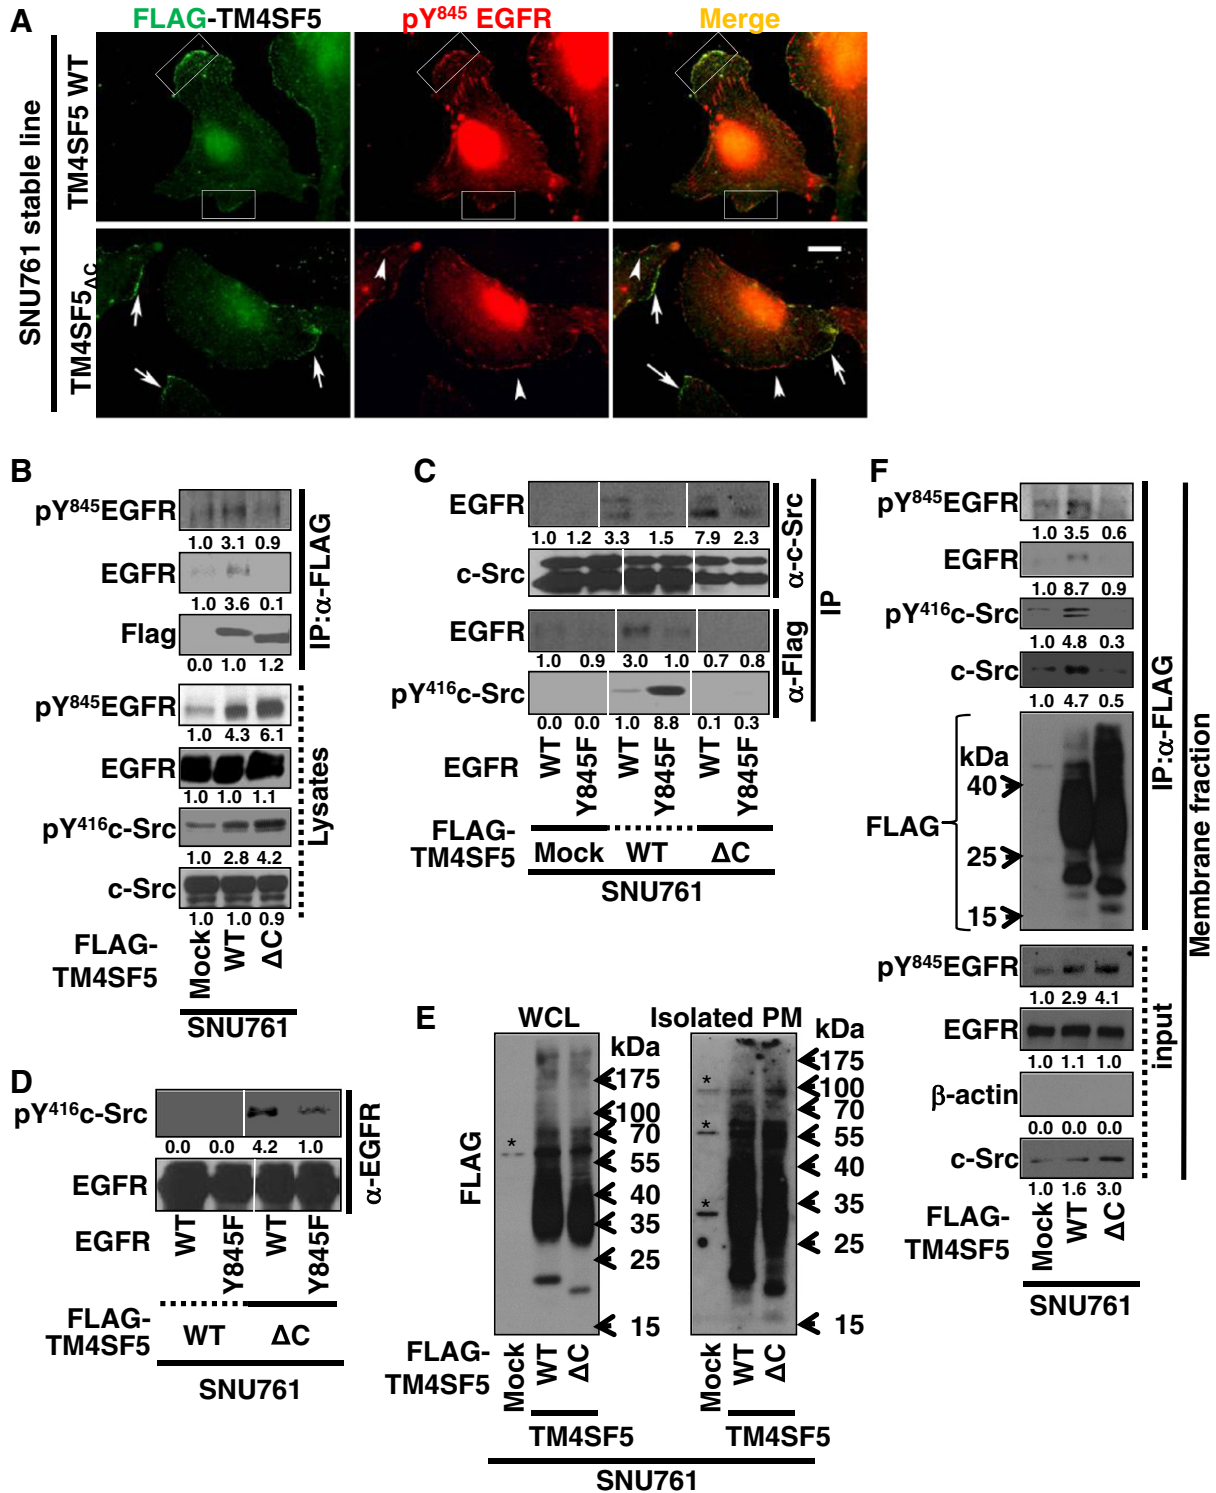 A
FLAG-TM4SF5 pY845 EGFR Merge
SNU761 stable line
TM4SF5 WT
TM4SF5ΔC
B
pY845EGFR
1.0 3.1 0.9
EGFR
1.0 3.6 0.1
Flag
0.0 1.0 1.2
IP:α-FLAG
pY845EGFR
1.0 4.3 6.1
EGFR
1.0 1.0 1.1
pY416c-Src
1.0 2.8 4.2
c-Src
1.0 1.0 0.9
Lysates
FLAG-TM4SF5
Mock WT ΔC
SNU761
C
EGFR
1.0 1.2 3.3 1.5 7.9 2.3
c-Src
α-c-Src
EGFR
1.0 0.9 3.0 1.0 0.7 0.8
pY416c-Src
0.0 0.0 1.0 8.8 0.1 0.3
α-Flag
IP
EGFR
WT Y845F WT Y845F WT Y845F
FLAG-TM4SF5
Mock WT ΔC
SNU761
D
pY416c-Src
0.0 0.0 4.2 1.0
EGFR
α-EGFR
EGFR
WT Y845F WT Y845F
FLAG-TM4SF5
WT ΔC
SNU761
E
WCL
Isolated PM
FLAG
*
kDa
175
100
70
55
40
35
25
15
*
*
*
kDa
175
100
70
55
40
35
25
15
FLAG-TM4SF5
Mock WT ΔC
Mock WT ΔC
TM4SF5
TM4SF5
SNU761
F
pY845EGFR
1.0 3.5 0.6
EGFR
1.0 8.7 0.9
pY416c-Src
1.0 4.8 0.3
c-Src
1.0 4.7 0.5
FLAG
kDa
40
25
15
IP:α-FLAG
pY845EGFR
1.0 2.9 4.1
EGFR
1.0 1.1 1.0
β-actin
0.0 0.0 0.0
c-Src
1.0 1.6 3.0
input
Membrane fraction
FLAG-TM4SF5
Mock WT ΔC
SNU761